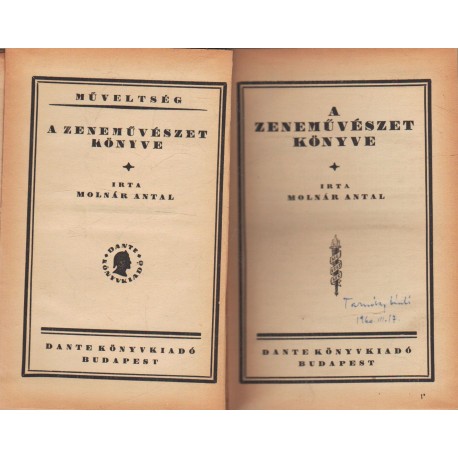 MŰVELTSÉG
A ZENEMŰVÉSZET
KÖNYVE
IRTA
MOLNÁR ANTAL
DANTE
KÖNYVKIADÓ
DANTE KÖNYVKIADÓ
BUDAPEST
A
ZENEMŰVÉSZET
KÖNYVE
IRTA
MOLNÁR ANTAL
DANTE KÖNYVKIADÓ
BUDAPEST
1*